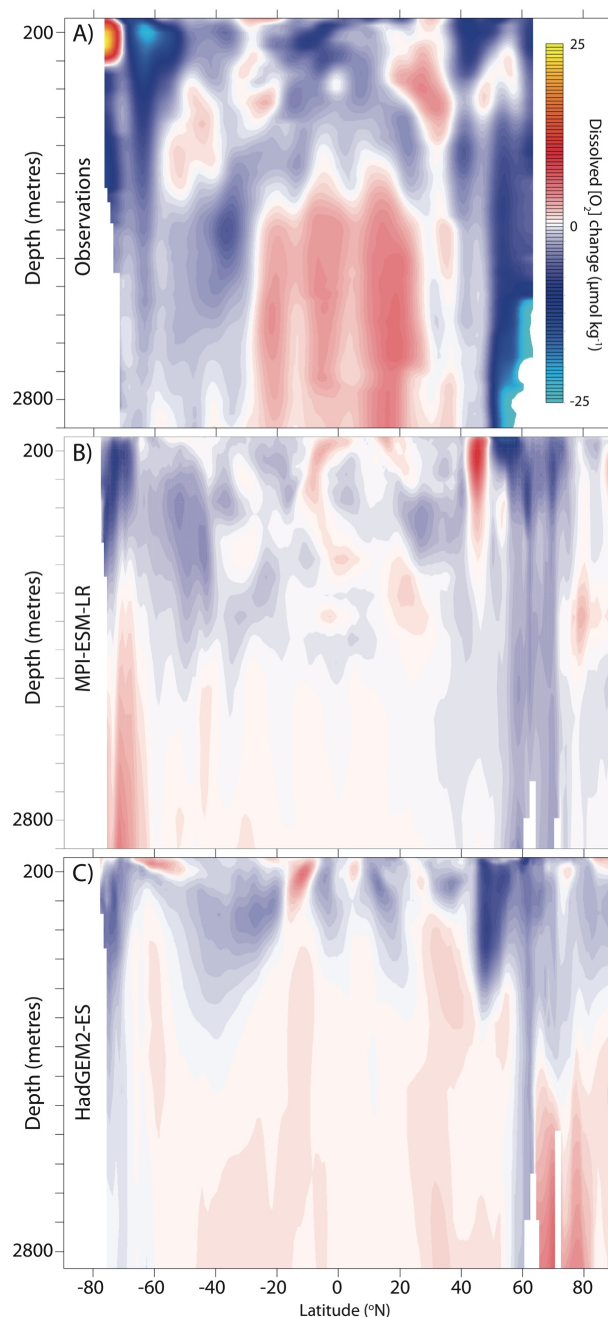 A)
200
2800
Depth (metres)
Observations
25
0
-25
Dissolved [O₂] change (μmol kg⁻¹)
B)
200
2800
Depth (metres)
MPI-ESM-LR
C)
200
2800
Depth (metres)
HadGEM2-ES
-80 -60 -40 -20 0 20 40 60 80
Latitude (°N)